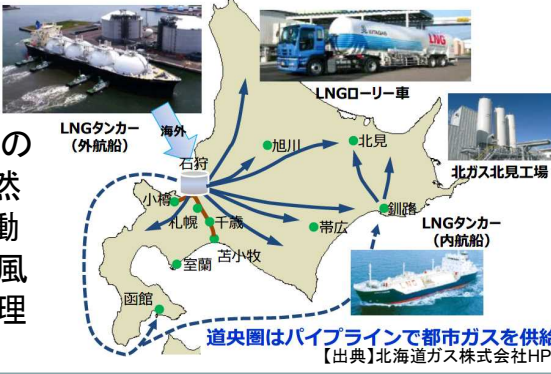 LNGタンカー
(外航船)
海外
石狩
LNGローリー車
LNG
北ガス北見工場
LNGタンカー
(内航船)
旭川
北見
小樽
札幌
千歳
苫小牧
室蘭
函館
帯広
釧路
の
然
働
風
理
道央圏はパイプラインで都市ガスを供給
【出典】北海道ガス株式会社HP